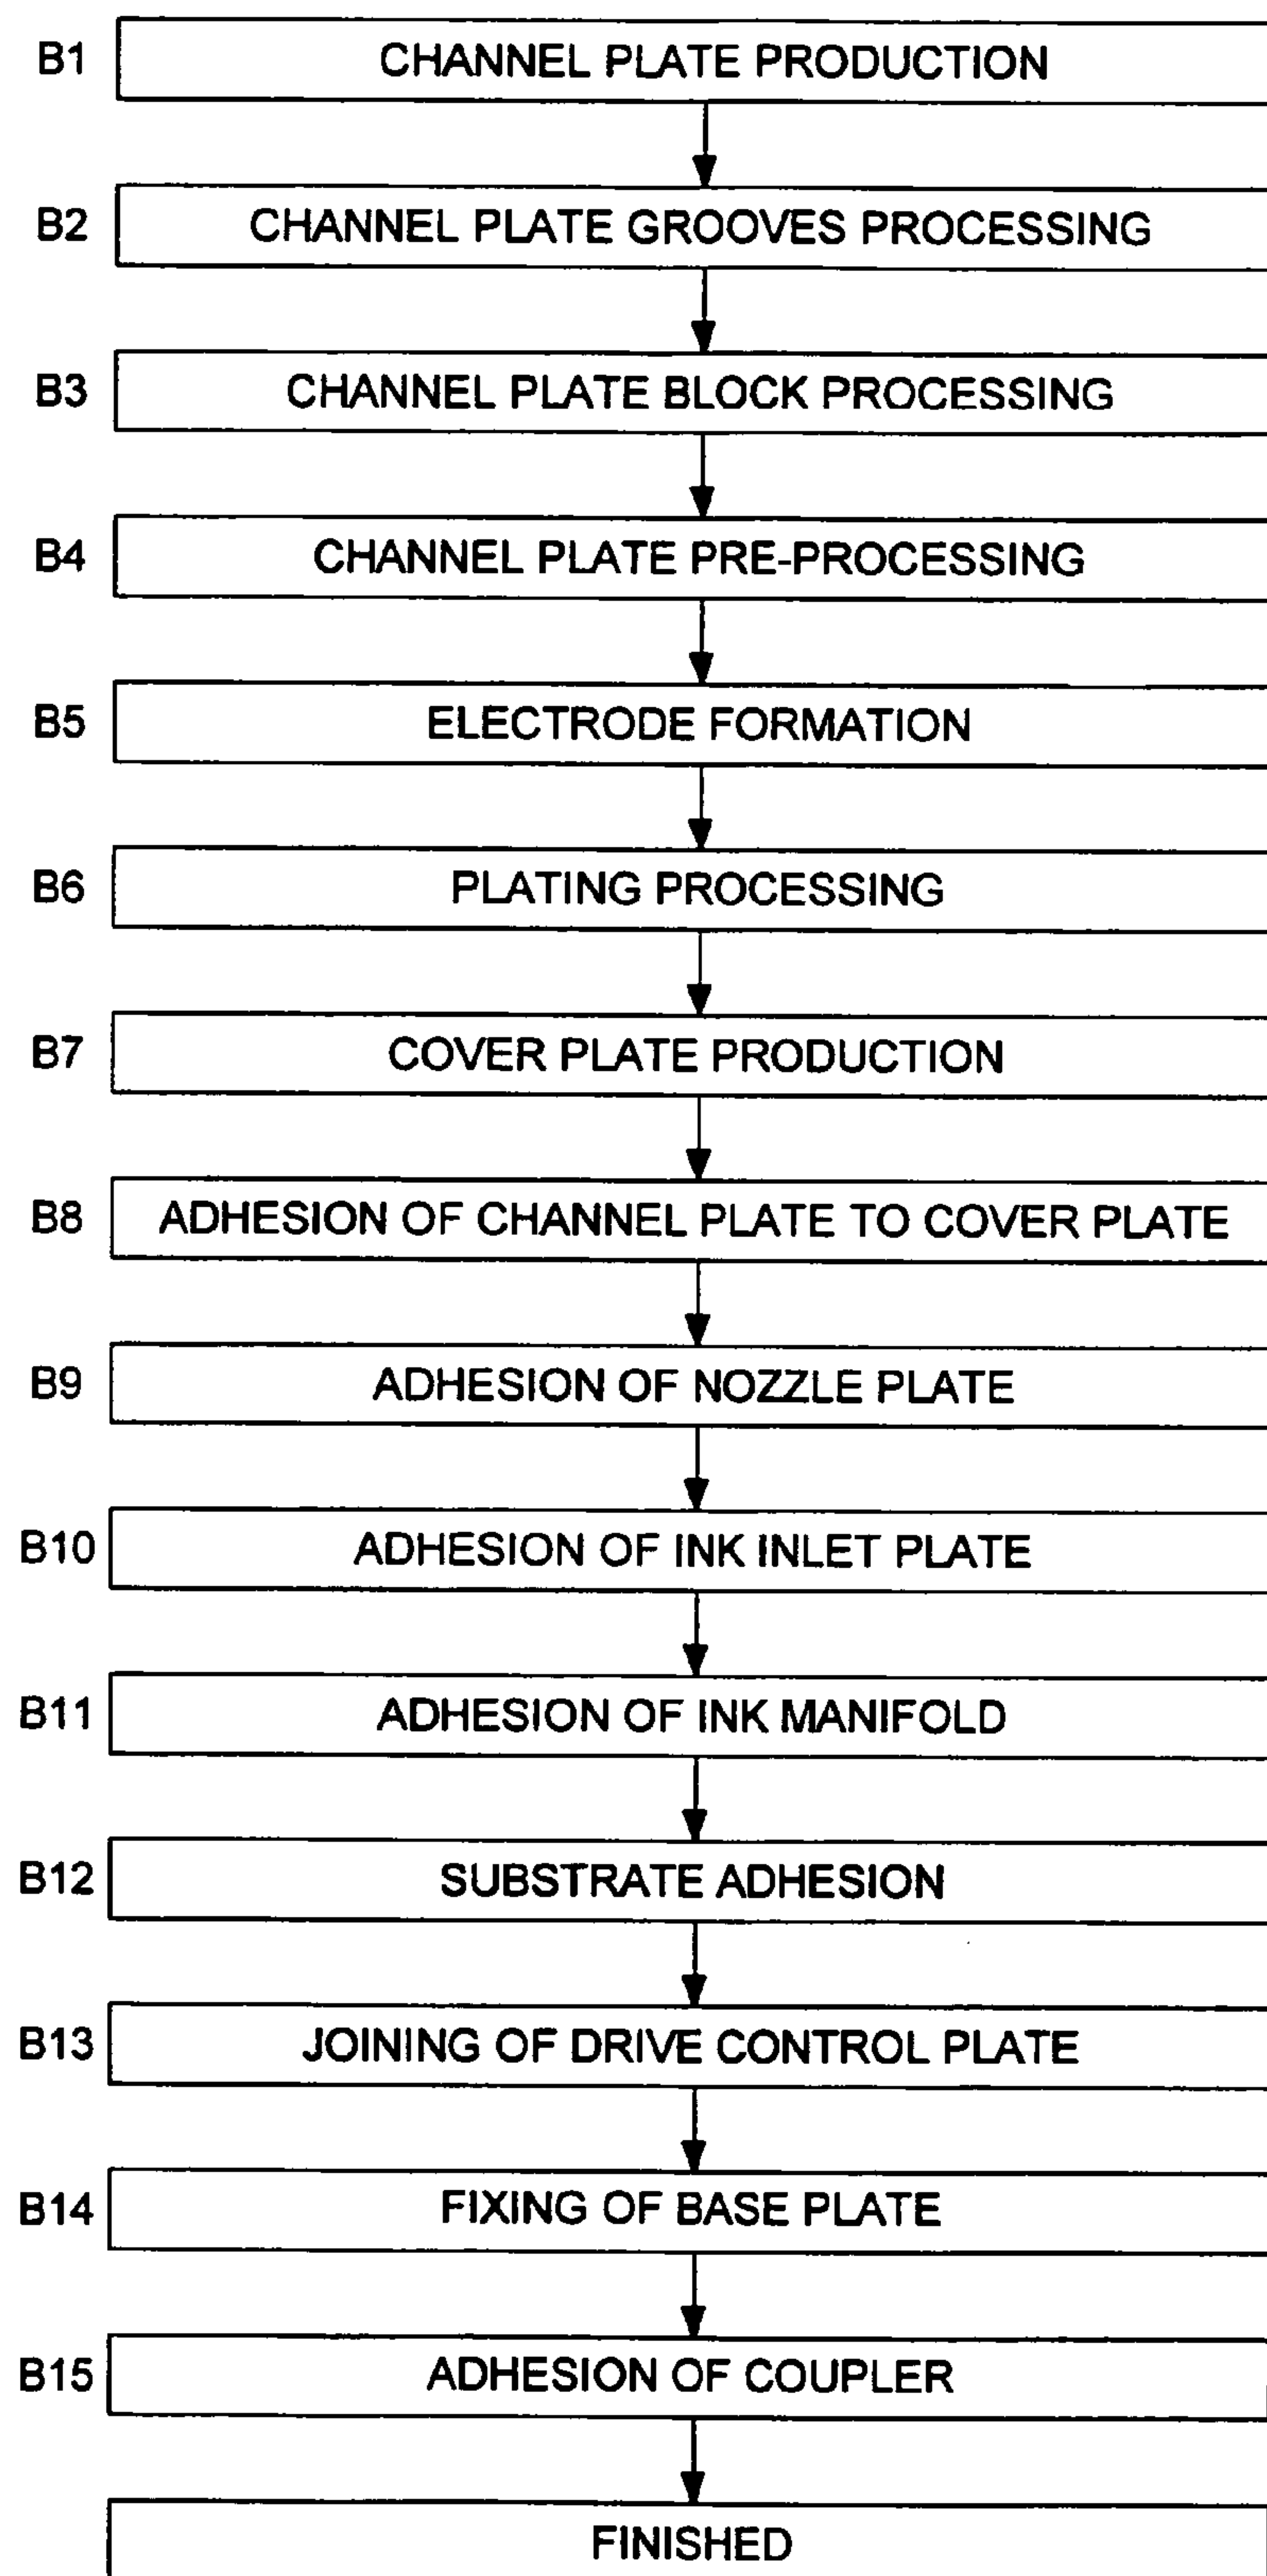 B1 CHANNEL PLATE PRODUCTION
B2 CHANNEL PLATE GROOVES PROCESSING
B3 CHANNEL PLATE BLOCK PROCESSING
B4 CHANNEL PLATE PRE-PROCESSING
B5 ELECTRODE FORMATION
B6 PLATING PROCESSING
B7 COVER PLATE PRODUCTION
B8 ADHESION OF CHANNEL PLATE TO COVER PLATE
B9 ADHESION OF NOZZLE PLATE
B10 ADHESION OF INK INLET PLATE
B11 ADHESION OF INK MANIFOLD
B12 SUBSTRATE ADHESION
B13 JOINING OF DRIVE CONTROL PLATE
B14 FIXING OF BASE PLATE
B15 ADHESION OF COUPLER
FINISHED